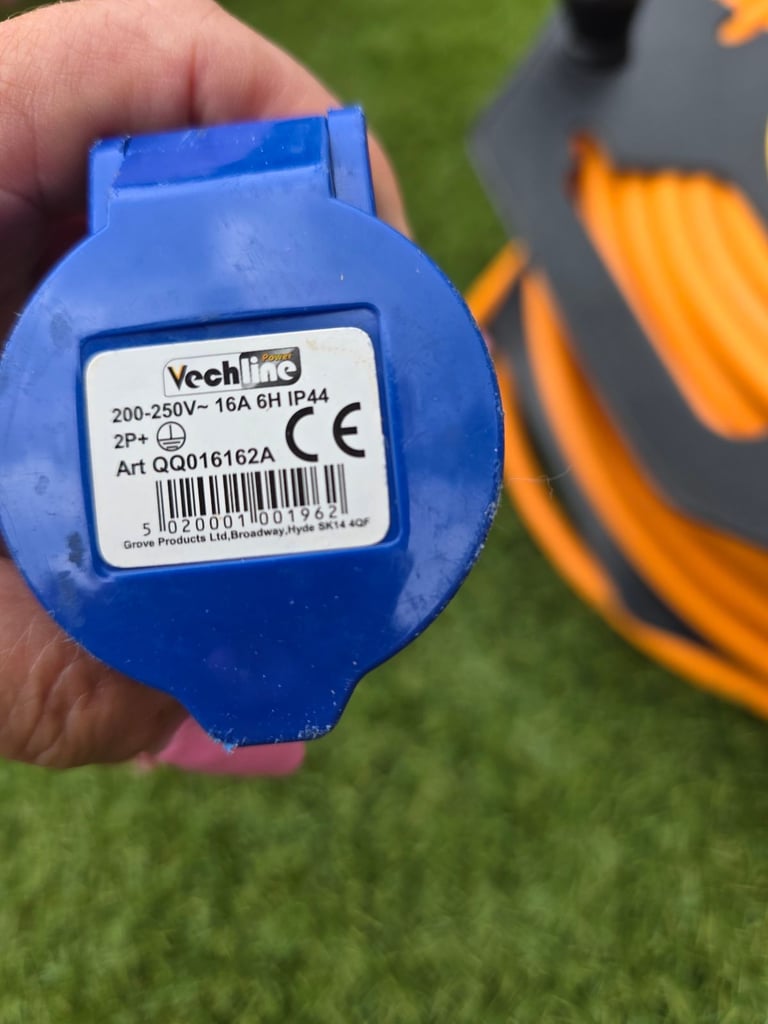 Vechline Power
200-250V~ 16A 6H IP44
2P+ CE
Art QQ016162A
5 020001 001962
Grove Products Ltd,Broadway,Hyde SK14 4QF